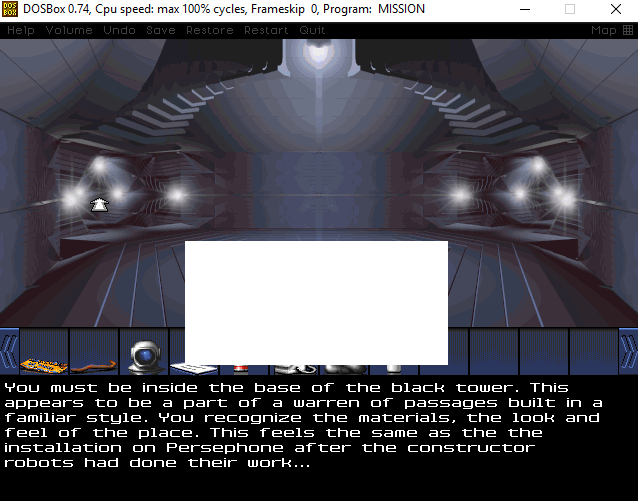 DOSBox 0.74, Cpu speed: max 100% cycles, Frameskip 0, Program: MISSION
Help Volume Undo Save Restore Restart Quit Map
You must be inside the base of the black tower. This
appears to be a part of a warren of passages built in a
familiar style. You recognize the materials, the look and
feel of the place. This feels the same as the the
installation on Persephone after the constructor
robots had done their work...